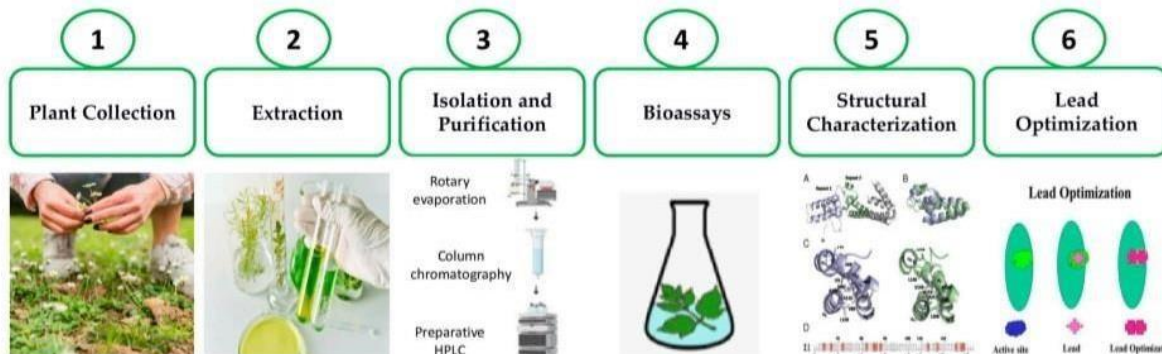 1
Plant Collection
2
Extraction
3
Isolation and
Purification
4
Bioassays
5
Structural
Characterization
6
Lead
Optimization
Rotary
evaporation
Column
chromatography
Preparative
HPLC
A
B
C
D
Lead Optimization
Active site
Lead
Lead Optimiz